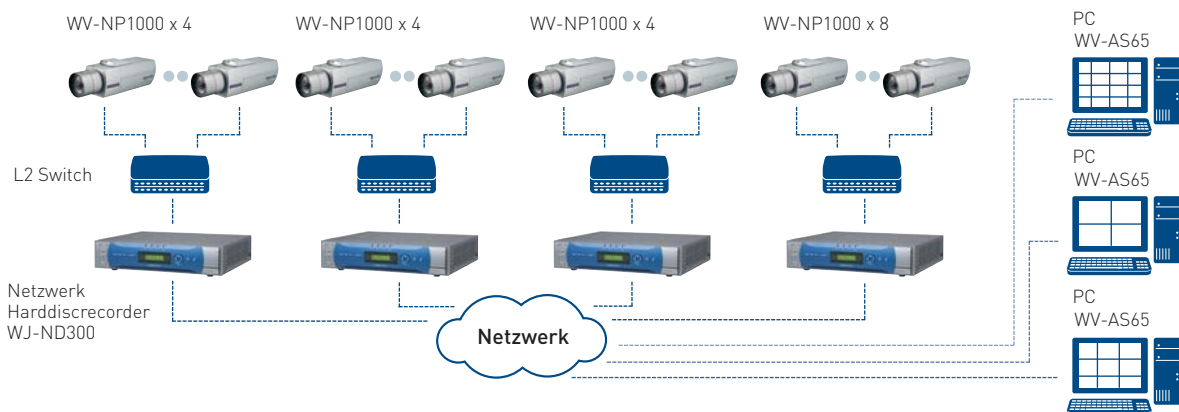 WV-NP1000 x 4
WV-NP1000 x 4
WV-NP1000 x 4
WV-NP1000 x 8
PC
WV-AS65
L2 Switch
PC
WV-AS65
Netzwerk
Harddiscrecorder
WJ-ND300
Netzwerk
PC
WV-AS65